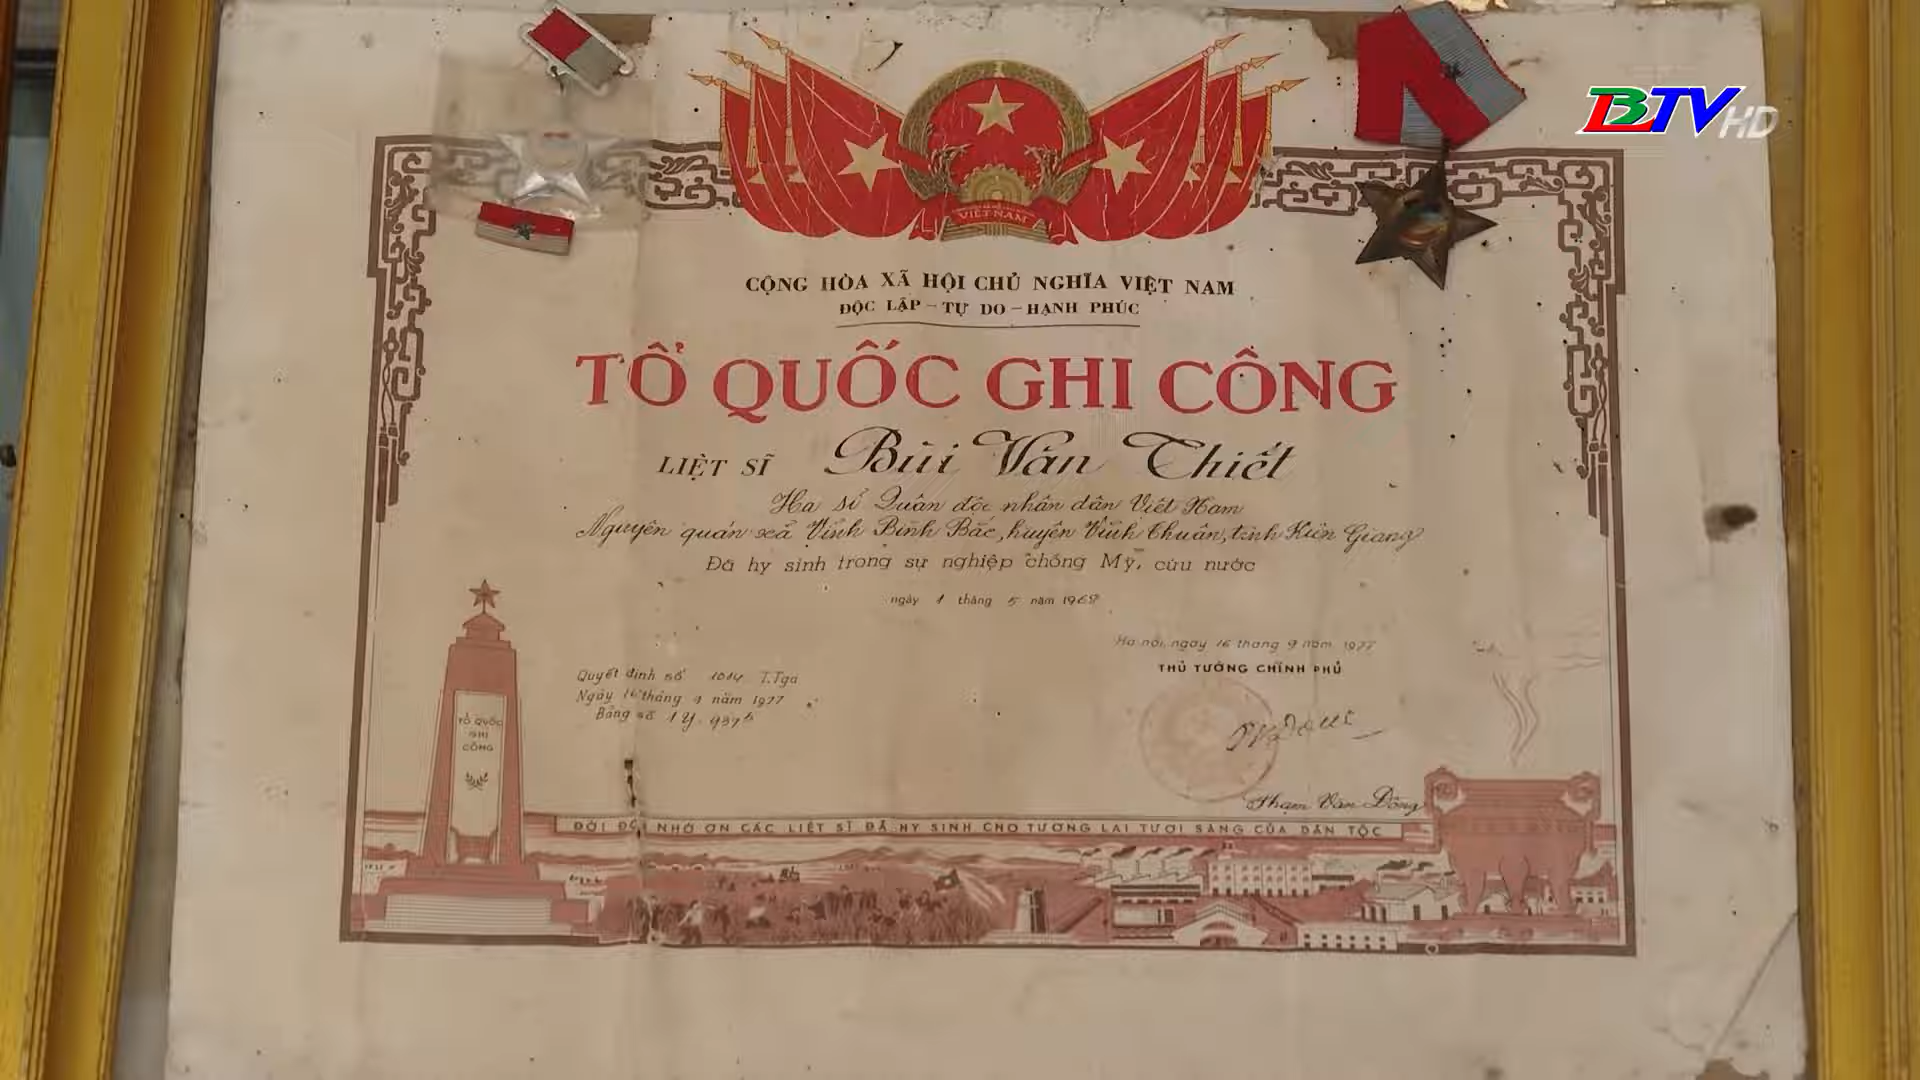 BTV HD
VIỆT NAM
CỘNG HÒA XÃ HỘI CHỦ NGHĨA VIỆT NAM
ĐỘC LẬP - TỰ DO - HẠNH PHÚC
TỔ QUỐC GHI CÔNG
LIỆT SĨ Bùi Văn Thiết
Hạ sĩ Quân đội nhân dân Việt Nam
Nguyên quán xã Vĩnh Bình Bắc, huyện Vĩnh Thuận, tỉnh Kiên Giang
Đã hy sinh trong sự nghiệp chống Mỹ, cứu nước
ngày 1 tháng 5 năm 1968
Hà nội, ngày 16 tháng 9 năm 1977
THỦ TƯỚNG CHÍNH PHỦ
Quyết định số 1014 T.Tga
Ngày 16 tháng 9 năm 1977
Bảng số 1Y
TỔ QUỐC
GHI
CÔNG
Phạm Văn Đồng
ĐỜI ĐỜI NHỚ ƠN CÁC LIỆT SĨ ĐÃ HY SINH CHO TƯƠNG LAI TƯƠI SÁNG CỦA DÂN TỘC